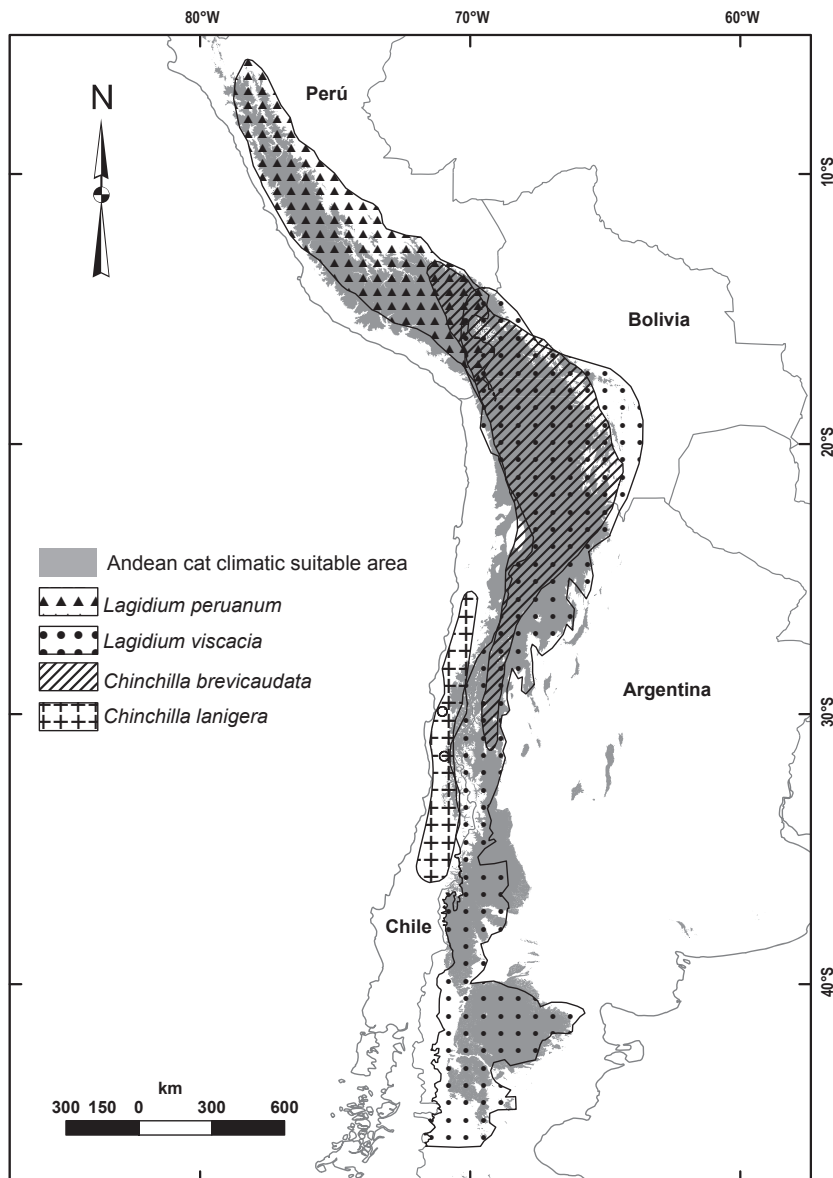 80°W 70°W 60°W
N
Perú
10°S
Bolivia
20°S
Andean cat climatic suitable area
Lagidium peruanum
Lagidium viscacia
Chinchilla brevicaudata
Chinchilla lanigera
Argentina
30°S
Chile
40°S
km
300 150 0 300 600